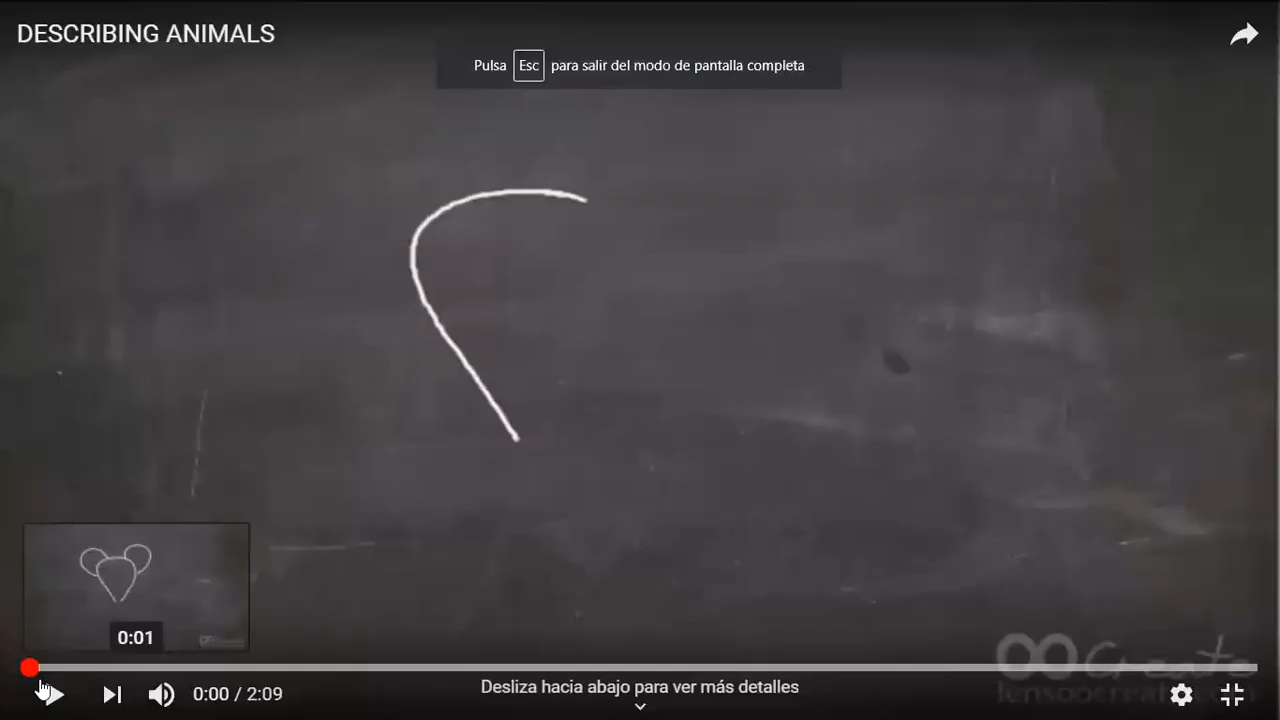 DESCRIBING ANIMALS
Pulsa Esc para salir del modo de pantalla completa
0:01
0:00 / 2:09
Desliza hacia abajo para ver más detalles
Create